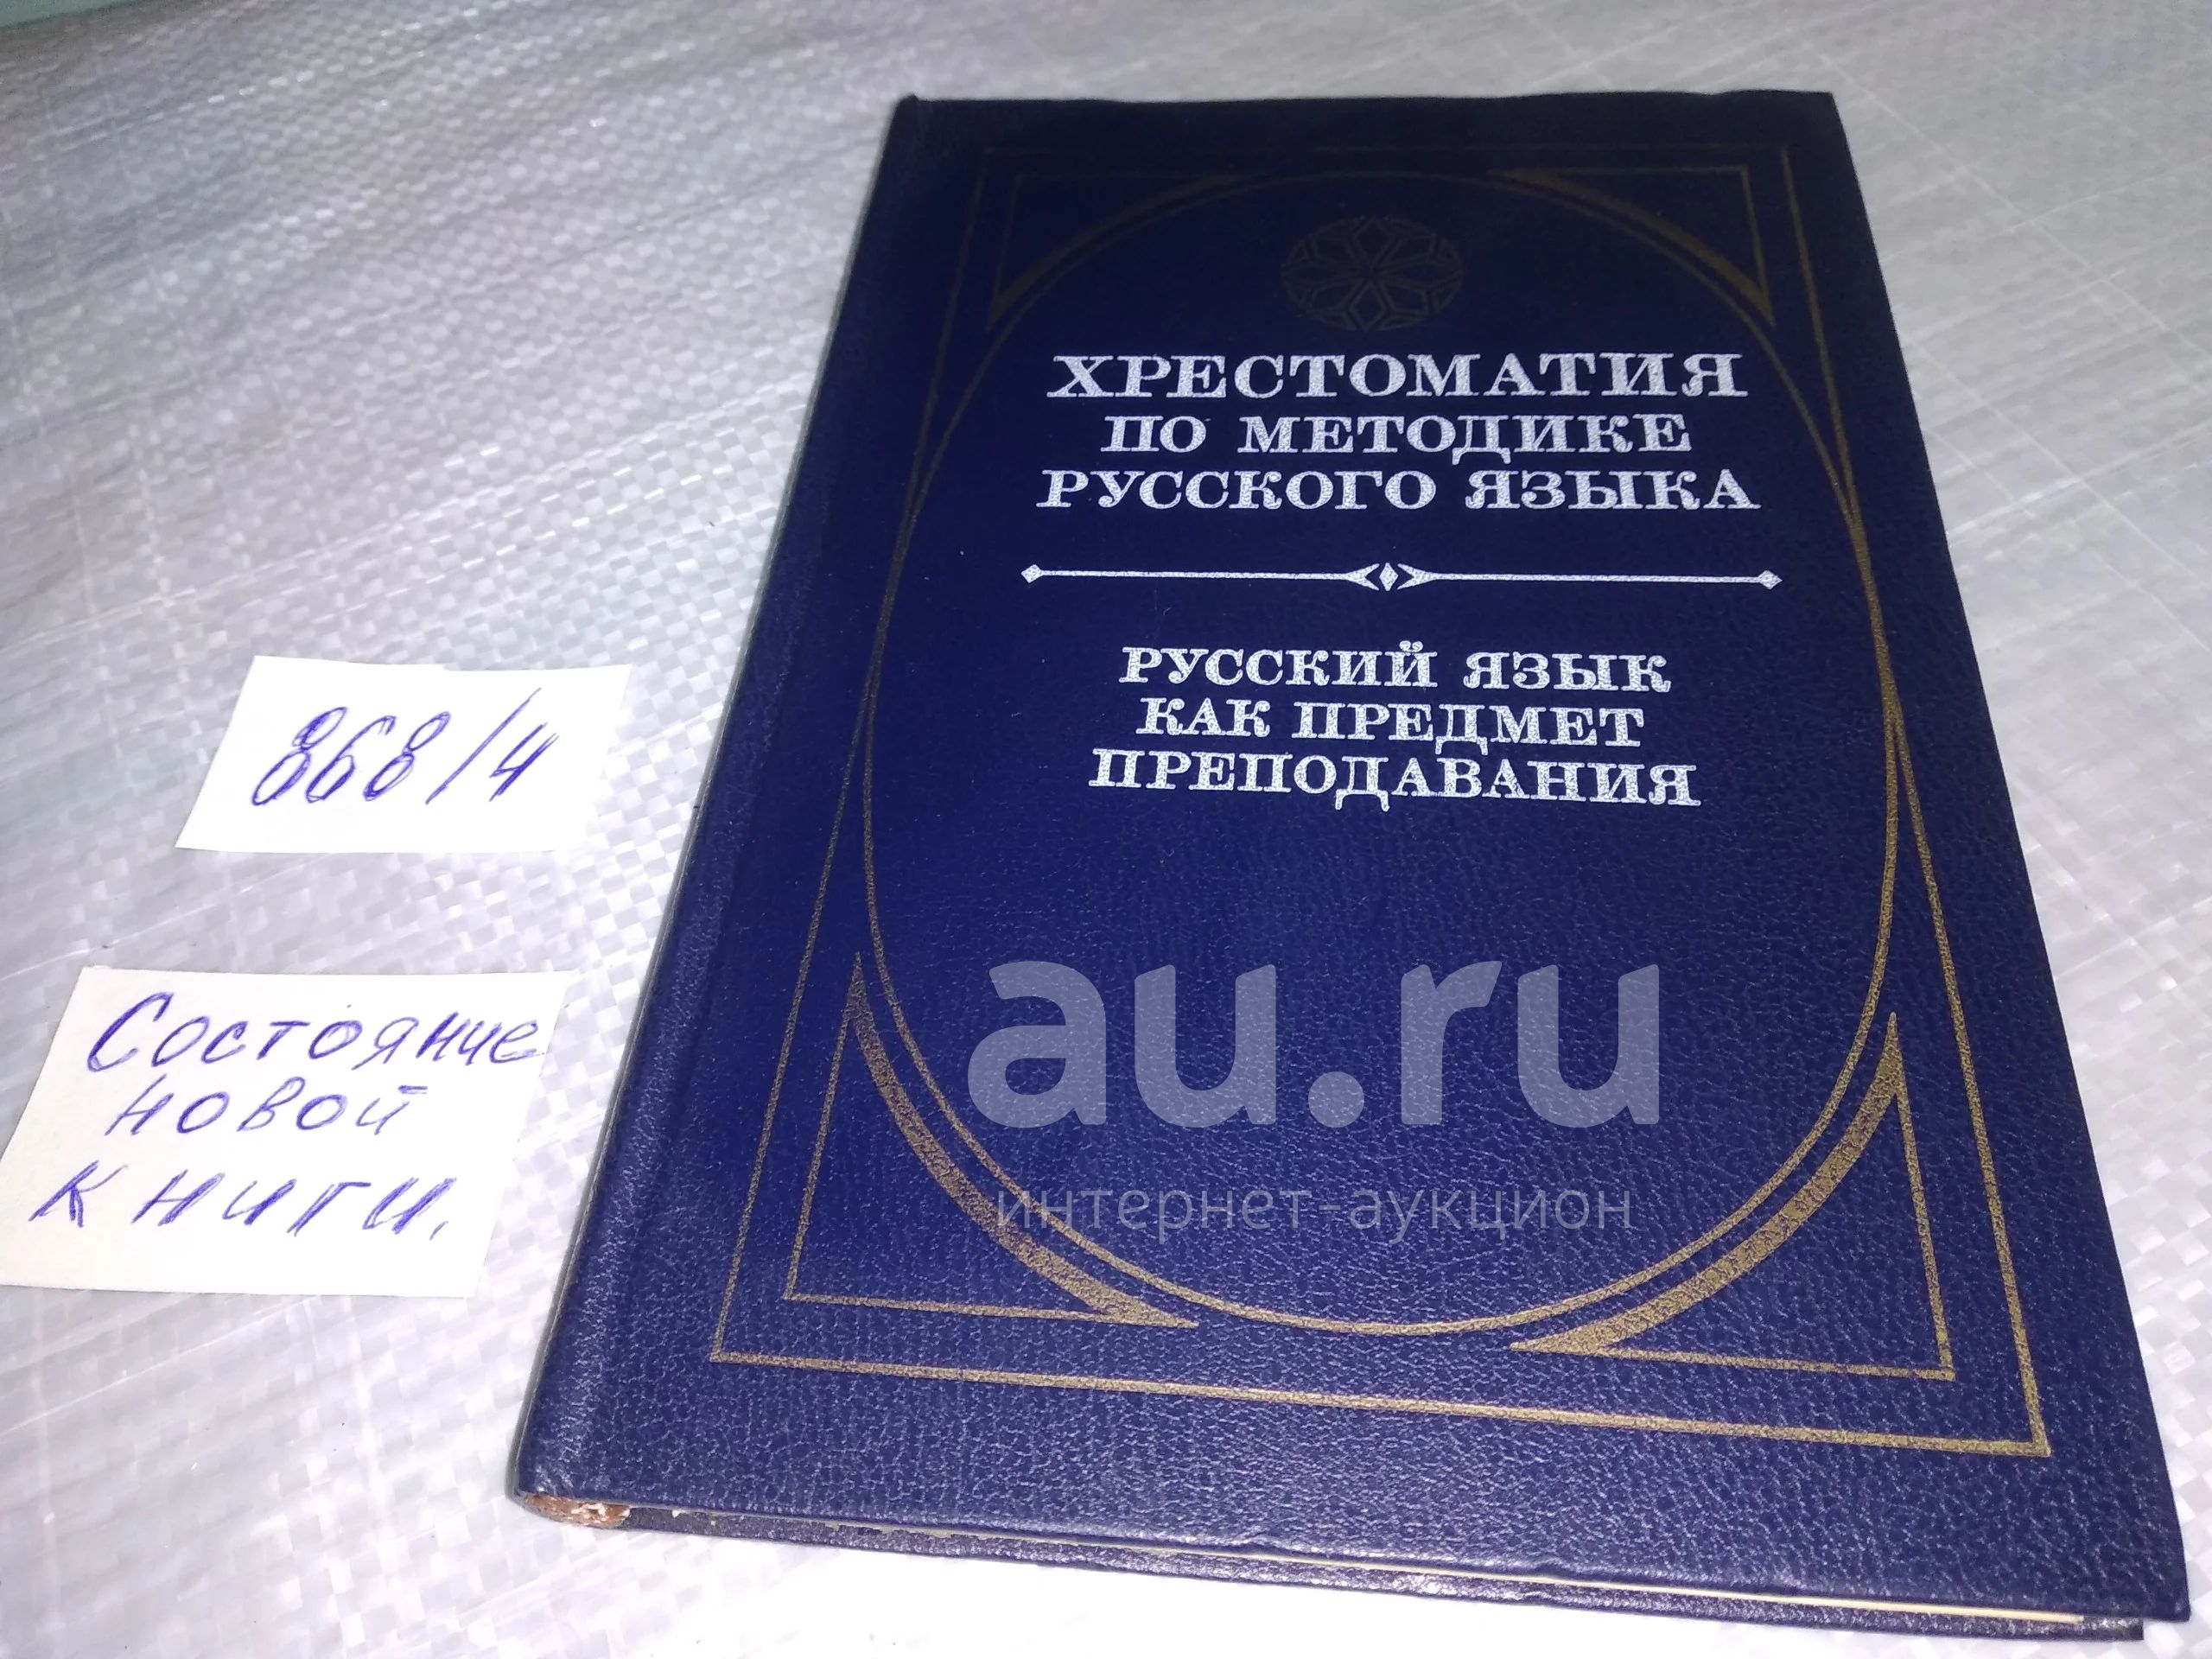 ХРЕСТОМАТИЯ
ПО МЕТОДИКЕ
РУССКОГО ЯЗЫКА
РУССКИЙ ЯЗЫК
КАК ПРЕДМЕТ
ПРЕПОДАВАНИЯ
868/4
Состояние
новой
книги.
au.ru
интернет-аукцион